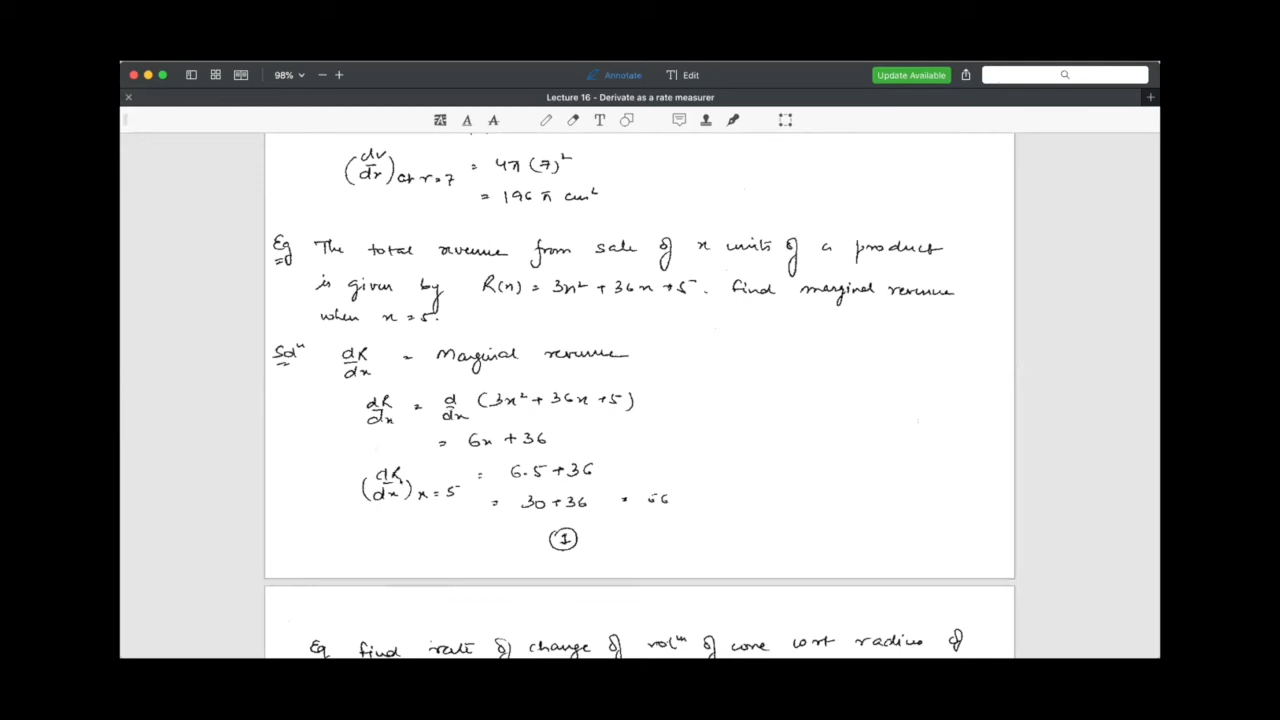 98%
Annotate
Edit
Update Available
Lecture 16 - Derivate as a rate measurer
(dv/dr) at r=7 = 4π (7)²
= 196 π cm²
Eg The total revenue from sale of x units of a product
is given by R(x) = 3x² + 36x + 5. find marginal revenue
when x = 5.
Solⁿ dR/dx = Marginal revenue
dR/dx = d/dx (3x² + 36x + 5)
= 6x + 36
(dR/dx) x = 5 = 6.5 + 36
= 30 + 36 = 66
1
Eg find rate of change of volᵐ of cone wrt radius of